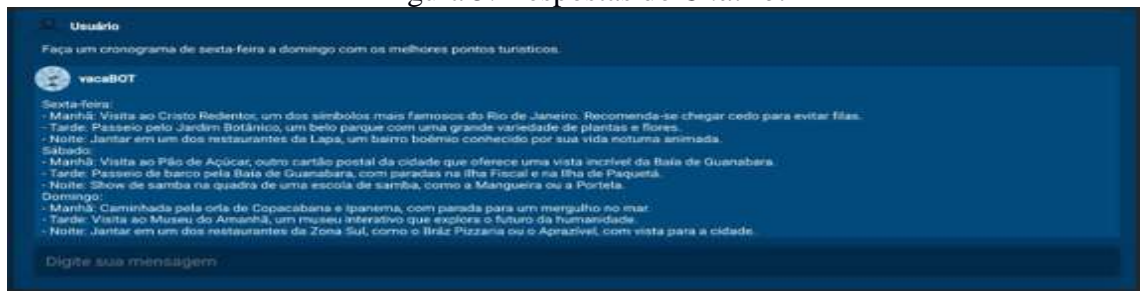 Usuário
Faça um cronograma de sexta-feira a domingo com os melhores pontos turísticos.
vacaBOT
Sexta-feira:
- Manhã: Visita ao Cristo Redentor, um dos símbolos mais famosos do Rio de Janeiro. Recomenda-se chegar cedo para evitar filas.
- Tarde: Passeio pelo Jardim Botânico, um belo parque com uma grande variedade de plantas e flores.
- Noite: Jantar em um dos restaurantes da Lapa, um bairro boêmio conhecido por sua vida noturna animada.
Sábado:
- Manhã: Visita ao Pão de Açúcar, outro cartão postal da cidade que oferece uma vista incrível da Baía de Guanabara.
- Tarde: Passeio de barco pela Baía de Guanabara, com paradas na Ilha Fiscal e na Ilha de Paquetá.
- Noite: Show de samba na quadra de uma escola de samba, como a Mangueira ou a Portela.
Domingo:
- Manhã: Caminhada pela orla de Copacabana e Ipanema, com parada para um mergulho no mar.
- Tarde: Visita ao Museu do Amanhã, um museu interativo que explora o futuro da humanidade.
- Noite: Jantar em um dos restaurantes da Zona Sul, como o Bráz Pizzaria ou o Aprazível, com vista para a cidade.
Digite sua mensagem